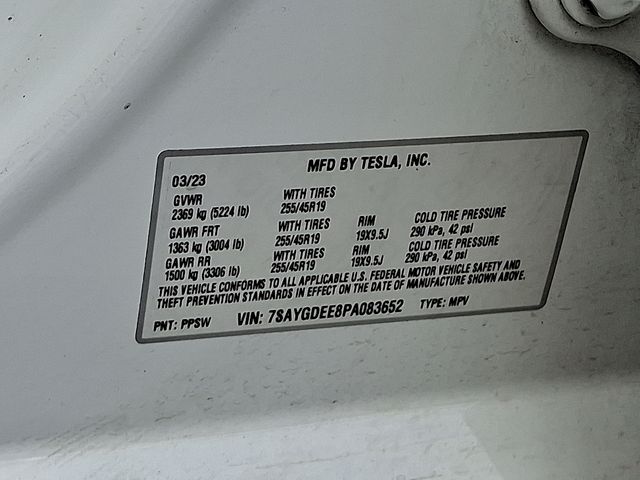 MFD BY TESLA, INC.
03/23
GVWR WITH TIRES
2369 kg (5224 lb) 255/45R19
GAWR FRT WITH TIRES RIM COLD TIRE PRESSURE
1363 kg (3004 lb) 255/45R19 19X9.5J 290 kPa, 42 psi
GAWR RR WITH TIRES RIM COLD TIRE PRESSURE
1500 kg (3306 lb) 255/45R19 19X9.5J 290 kPa, 42 psi
THIS VEHICLE CONFORMS TO ALL APPLICABLE U.S. FEDERAL MOTOR VEHICLE SAFETY AND
THEFT PREVENTION STANDARDS IN EFFECT ON THE DATE OF MANUFACTURE SHOWN ABOVE.
PNT: PPSW VIN: 7SAYGDEE8PA083652 TYPE: MPV